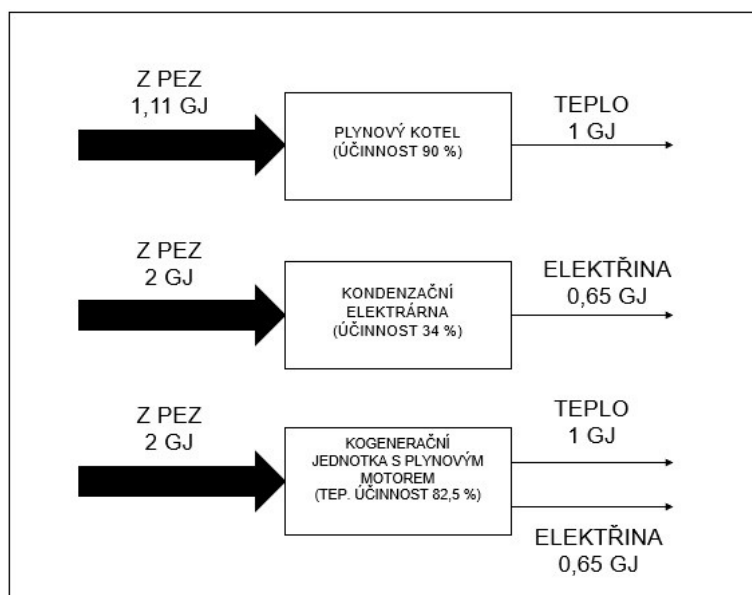 Z PEZ
1,11 GJ
PLYNOVÝ KOTEL
(ÚČINNOST 90 %)
TEPLO
1 GJ
Z PEZ
2 GJ
KONDENZAČNÍ
ELEKTRÁRNA
(ÚČINNOST 34 %)
ELEKTŘINA
0,65 GJ
Z PEZ
2 GJ
KOGENERAČNÍ
JEDNOTKA S PLYNOVÝM
MOTOREM
(TEP. ÚČINNOST 82,5 %)
TEPLO
1 GJ
ELEKTŘINA
0,65 GJ